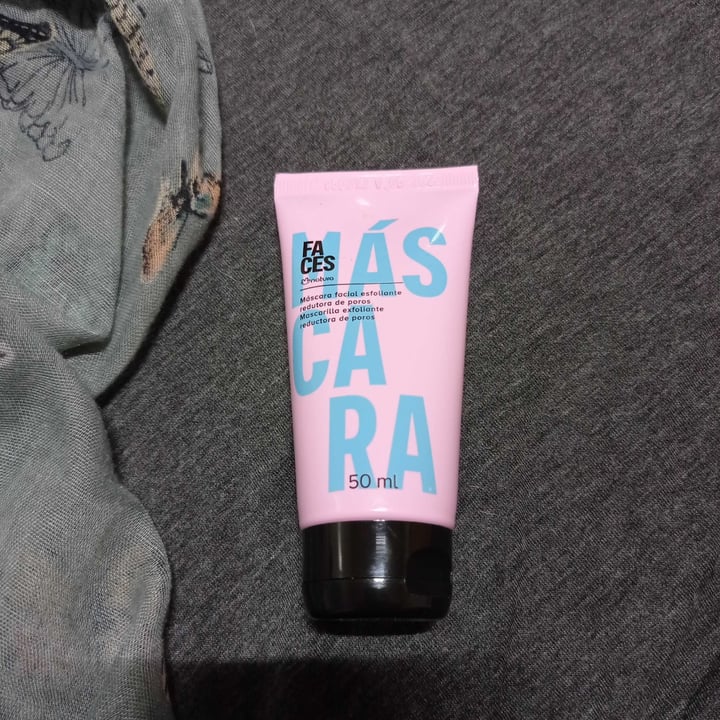 MÁS
CA
RA
FA
CES
natura
Máscara facial esfoliante
redutora de poros
Mascarilla exfoliante
reductora de poros
50 ml